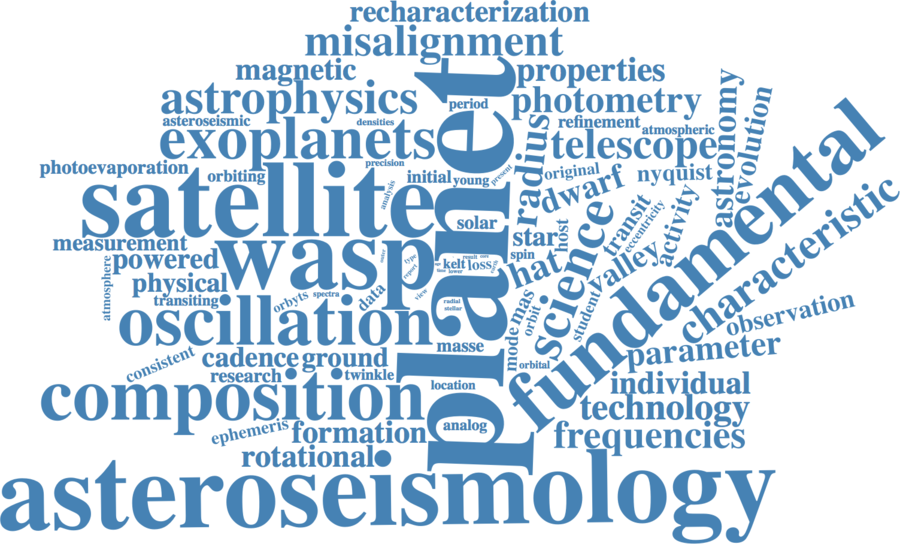 recharacterization
misalignment
magnetic
properties
astrophysics
period
photometry
asteroseismic
densities
refinement
atmospheric
exoplanets
telescope
astronomy
evolution
planet
radius
precision
photoevaporation
orbiting
initial
young
present
original
nyquist
dwarf
satellite
analysis
solar
host
transit
eccentricity
activity
fundamental
characteristic
measurement
wasp
star
spin
science
valley
powered
kelt
loss
result
hat
type
report
atmosphere
physical
transiting
orbyts
spectra
data
view
radial
stellar
lower
mas
mode
orbit
student
oscillation
masse
observation
consistent
cadence
ground
orbital
parameter
research
twinkle
location
individual
composition
technology
ephemeris
formation
analog
frequencies
rotational
asteroseismology